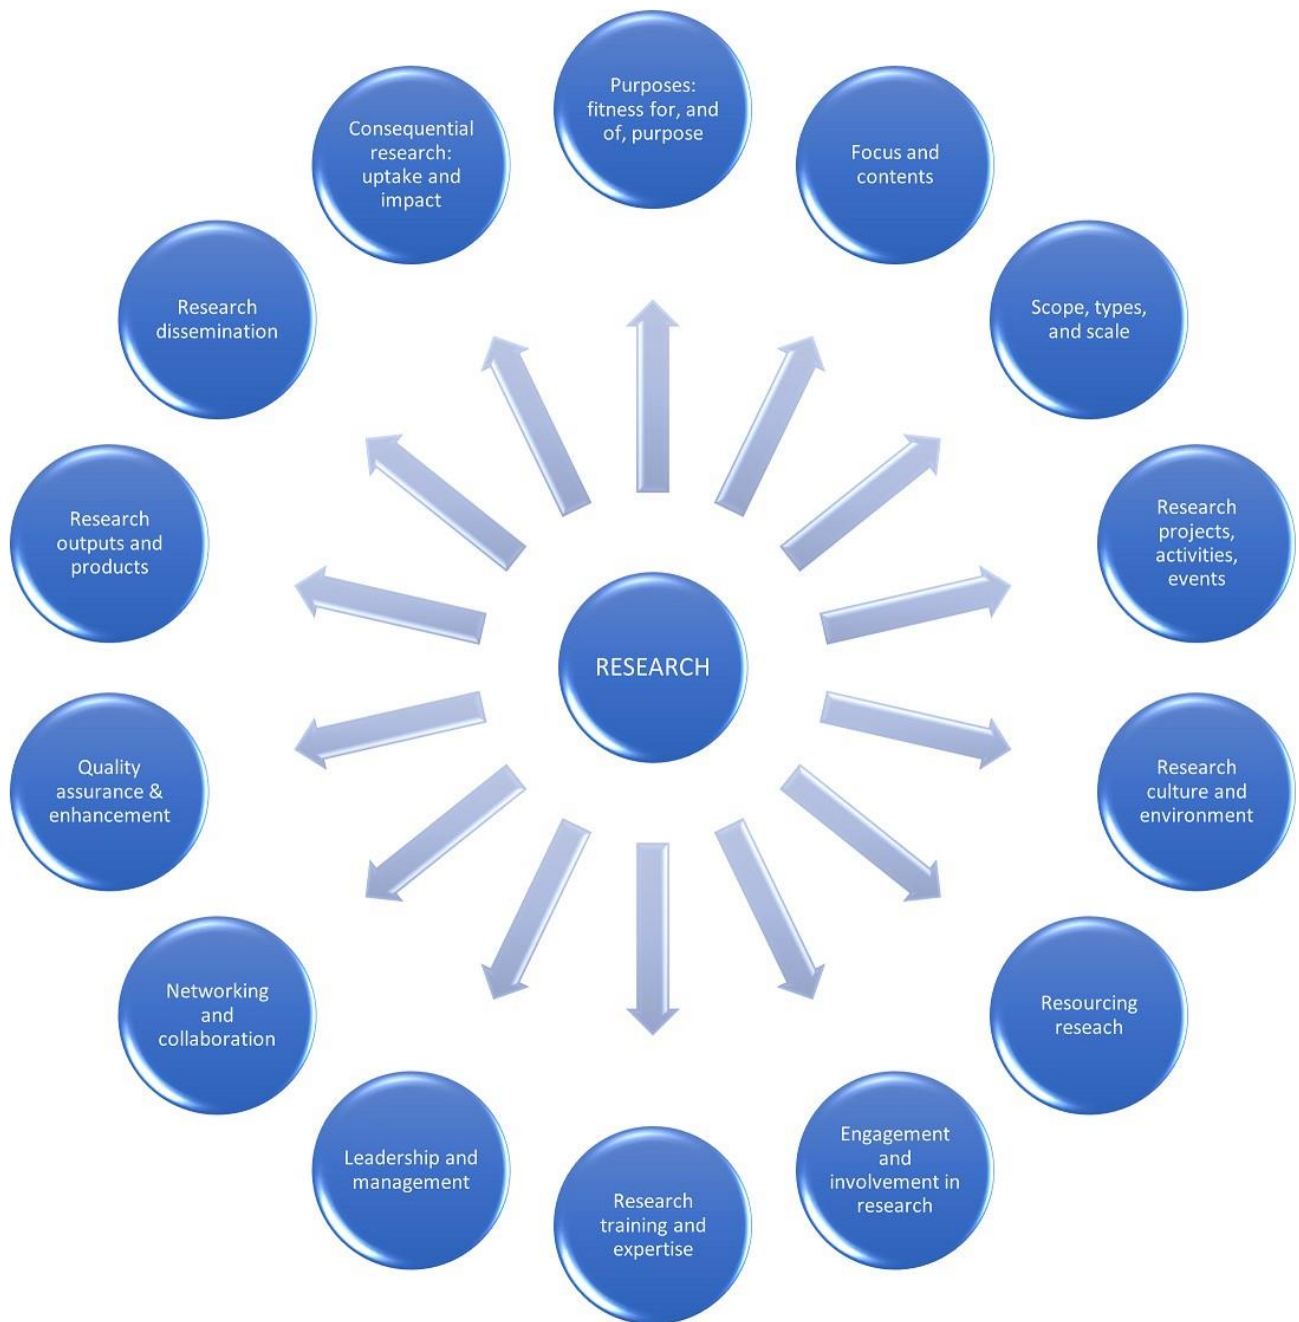 Purposes:
fitness for, and
of, purpose
Focus and
contents
Scope, types,
and scale
Research
projects,
activities,
events
Research
culture and
environment
Resourcing
reseach
Engagement
and
involvement in
research
Research
training and
expertise
Leadership and
management
Networking
and
collaboration
Quality
assurance &
enhancement
Research
outputs and
products
Research
dissemination
Consequential
research:
uptake and
impact
RESEARCH